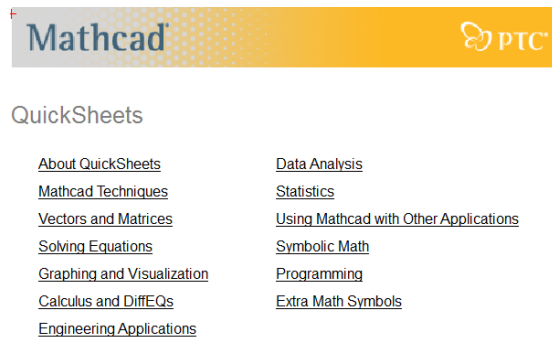 Mathcad
PTC
QuickSheets
About QuickSheets
Mathcad Techniques
Vectors and Matrices
Solving Equations
Graphing and Visualization
Calculus and DiffEQs
Engineering Applications
Data Analysis
Statistics
Using Mathcad with Other Applications
Symbolic Math
Programming
Extra Math Symbols